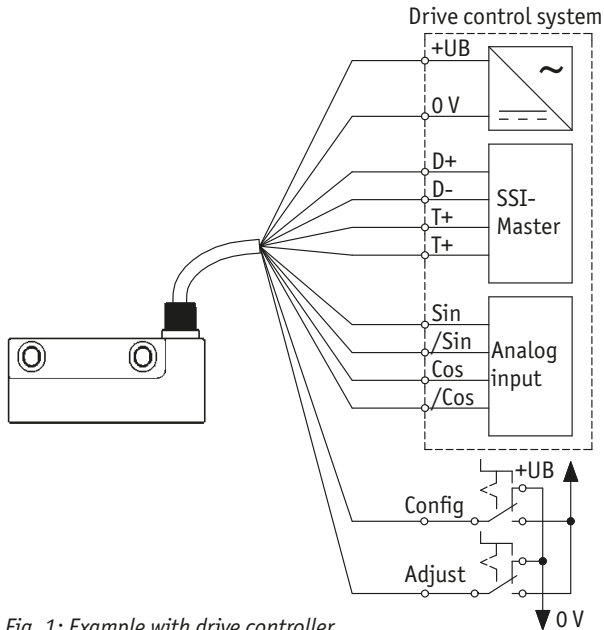 Drive control system
+UB
~
0 V
D+
D-
T+
T+
SSI-
Master
Sin
/Sin
Cos
/Cos
Analog
input
+UB
Config
Adjust
0 V
Fig. 1: Example with drive controller